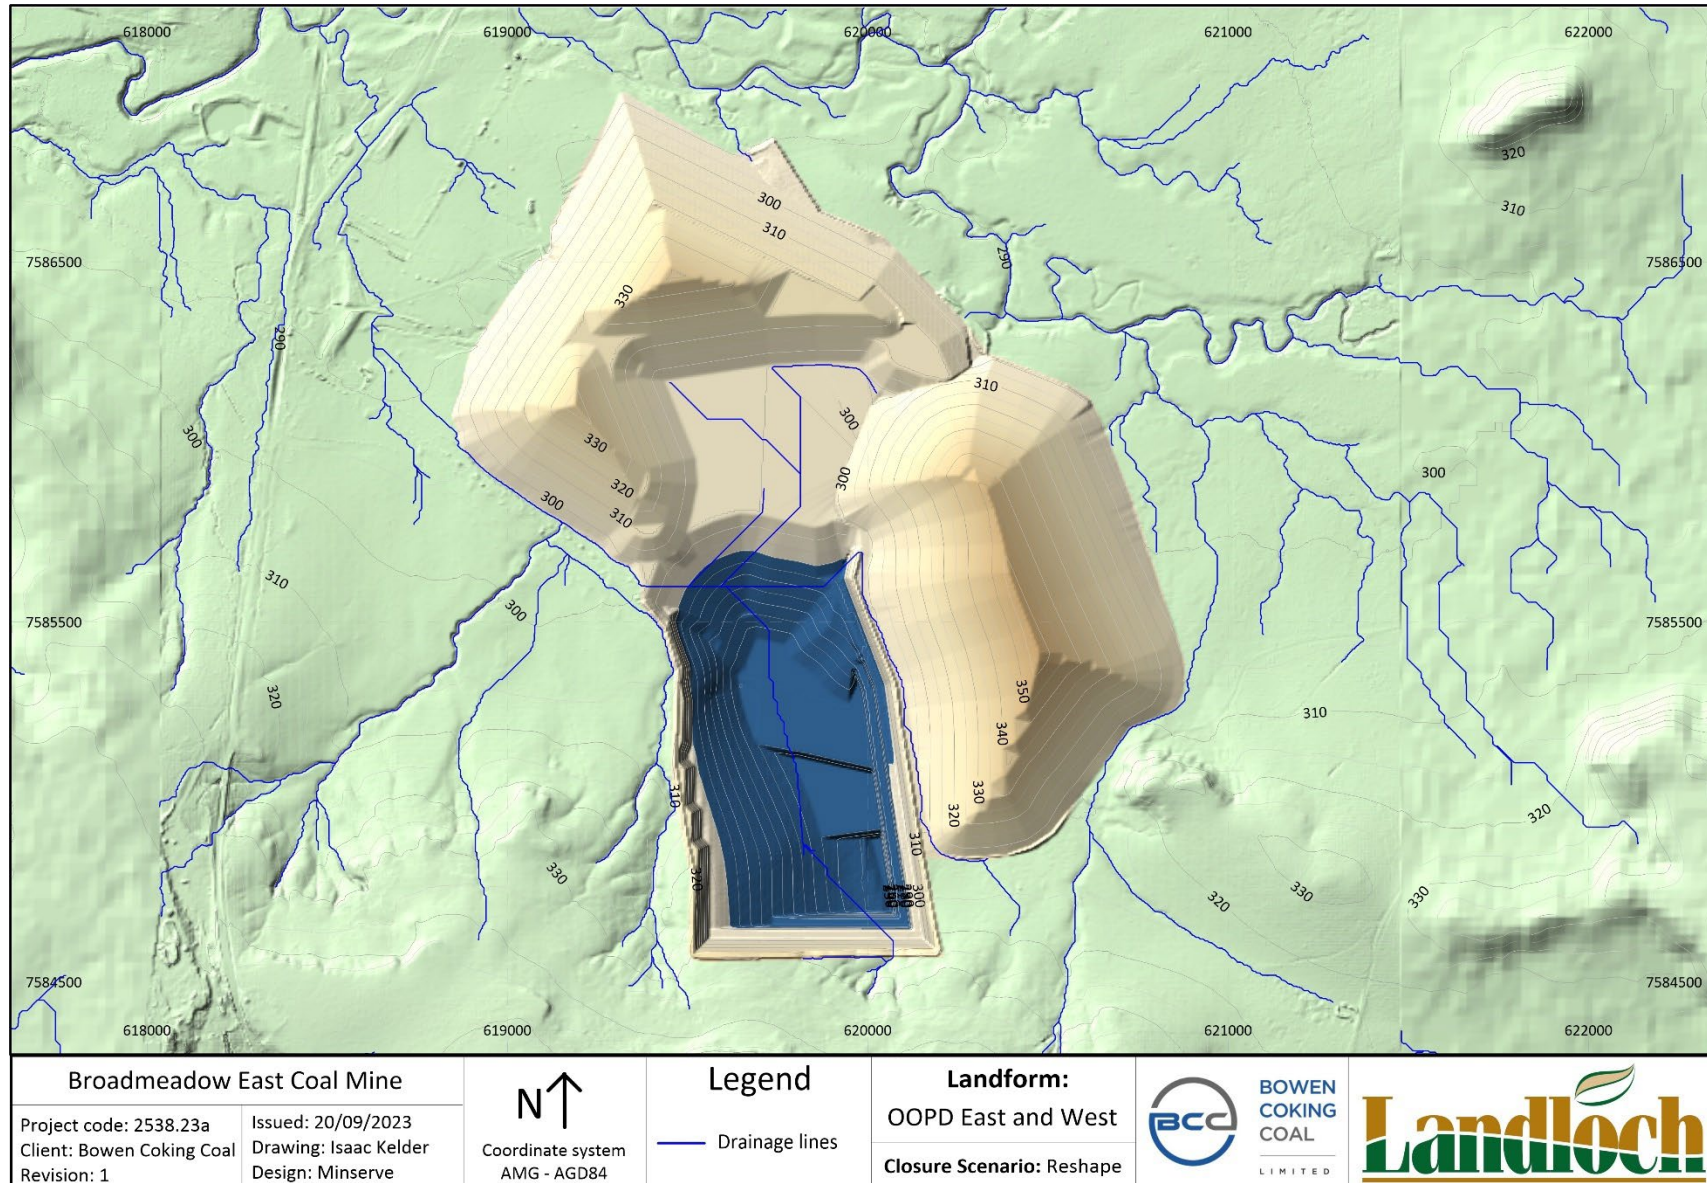 618000
619000
620000
621000
622000
320
310
300
310
290
7586500
7586500
330
290
310
300
300
330
300
300
320
310
300
310
300
7585500
7585500
320
350
310
340
330
320
310
320
310
300
330
320
330
330
320
7584500
7584500
618000
619000
620000
621000
622000
Broadmeadow East Coal Mine
Project code: 2538.23a
Client: Bowen Coking Coal
Revision: 1
Issued: 20/09/2023
Drawing: Isaac Kelder
Design: Minserve
N
Coordinate system
AMG - AGD84
Legend
Drainage lines
Landform:
OOPD East and West
Closure Scenario: Reshape
BCC
BOWEN
COKING
COAL
LIMITED
Landloch